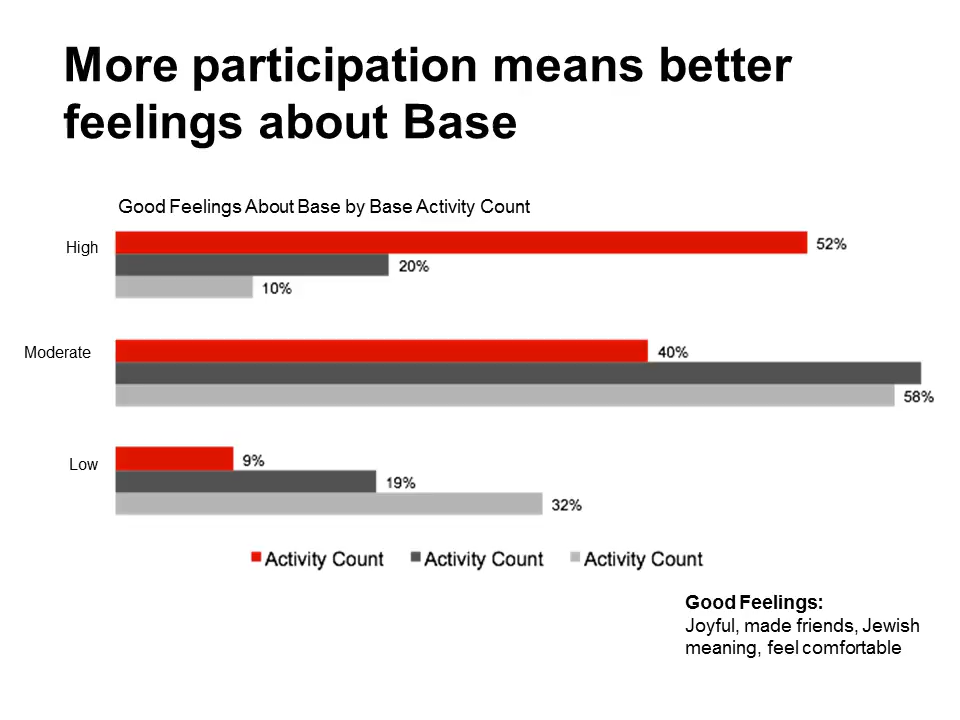 More participation means better
feelings about Base
Good Feelings About Base by Base Activity Count
High
52%
20%
10%
Moderate
40%
58%
Low
9%
19%
32%
Activity Count Activity Count Activity Count
Good Feelings:
Joyful, made friends, Jewish
meaning, feel comfortable